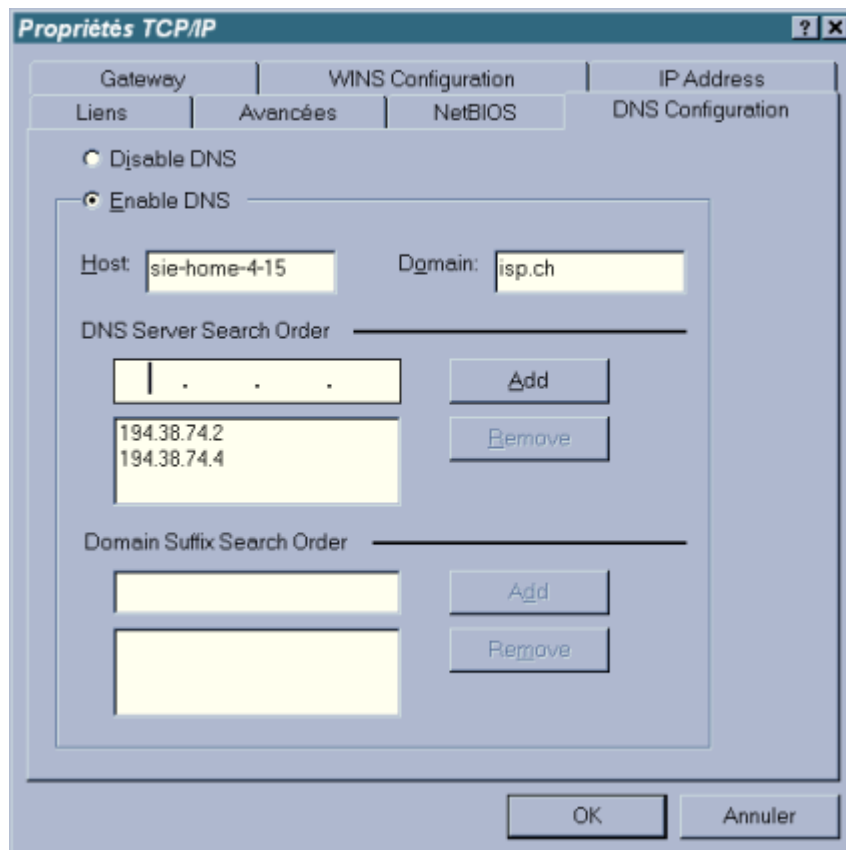 Propriétés TCP/IP
Gateway WINS Configuration IP Address
Liens Avancées NetBIOS DNS Configuration
Disable DNS
Enable DNS
Host: sie-home-4-15 Domain: isp.ch
DNS Server Search Order
. . . Add
194.38.74.2 Remove
194.38.74.4
Domain Suffix Search Order
Add
Remove
OK Annuler